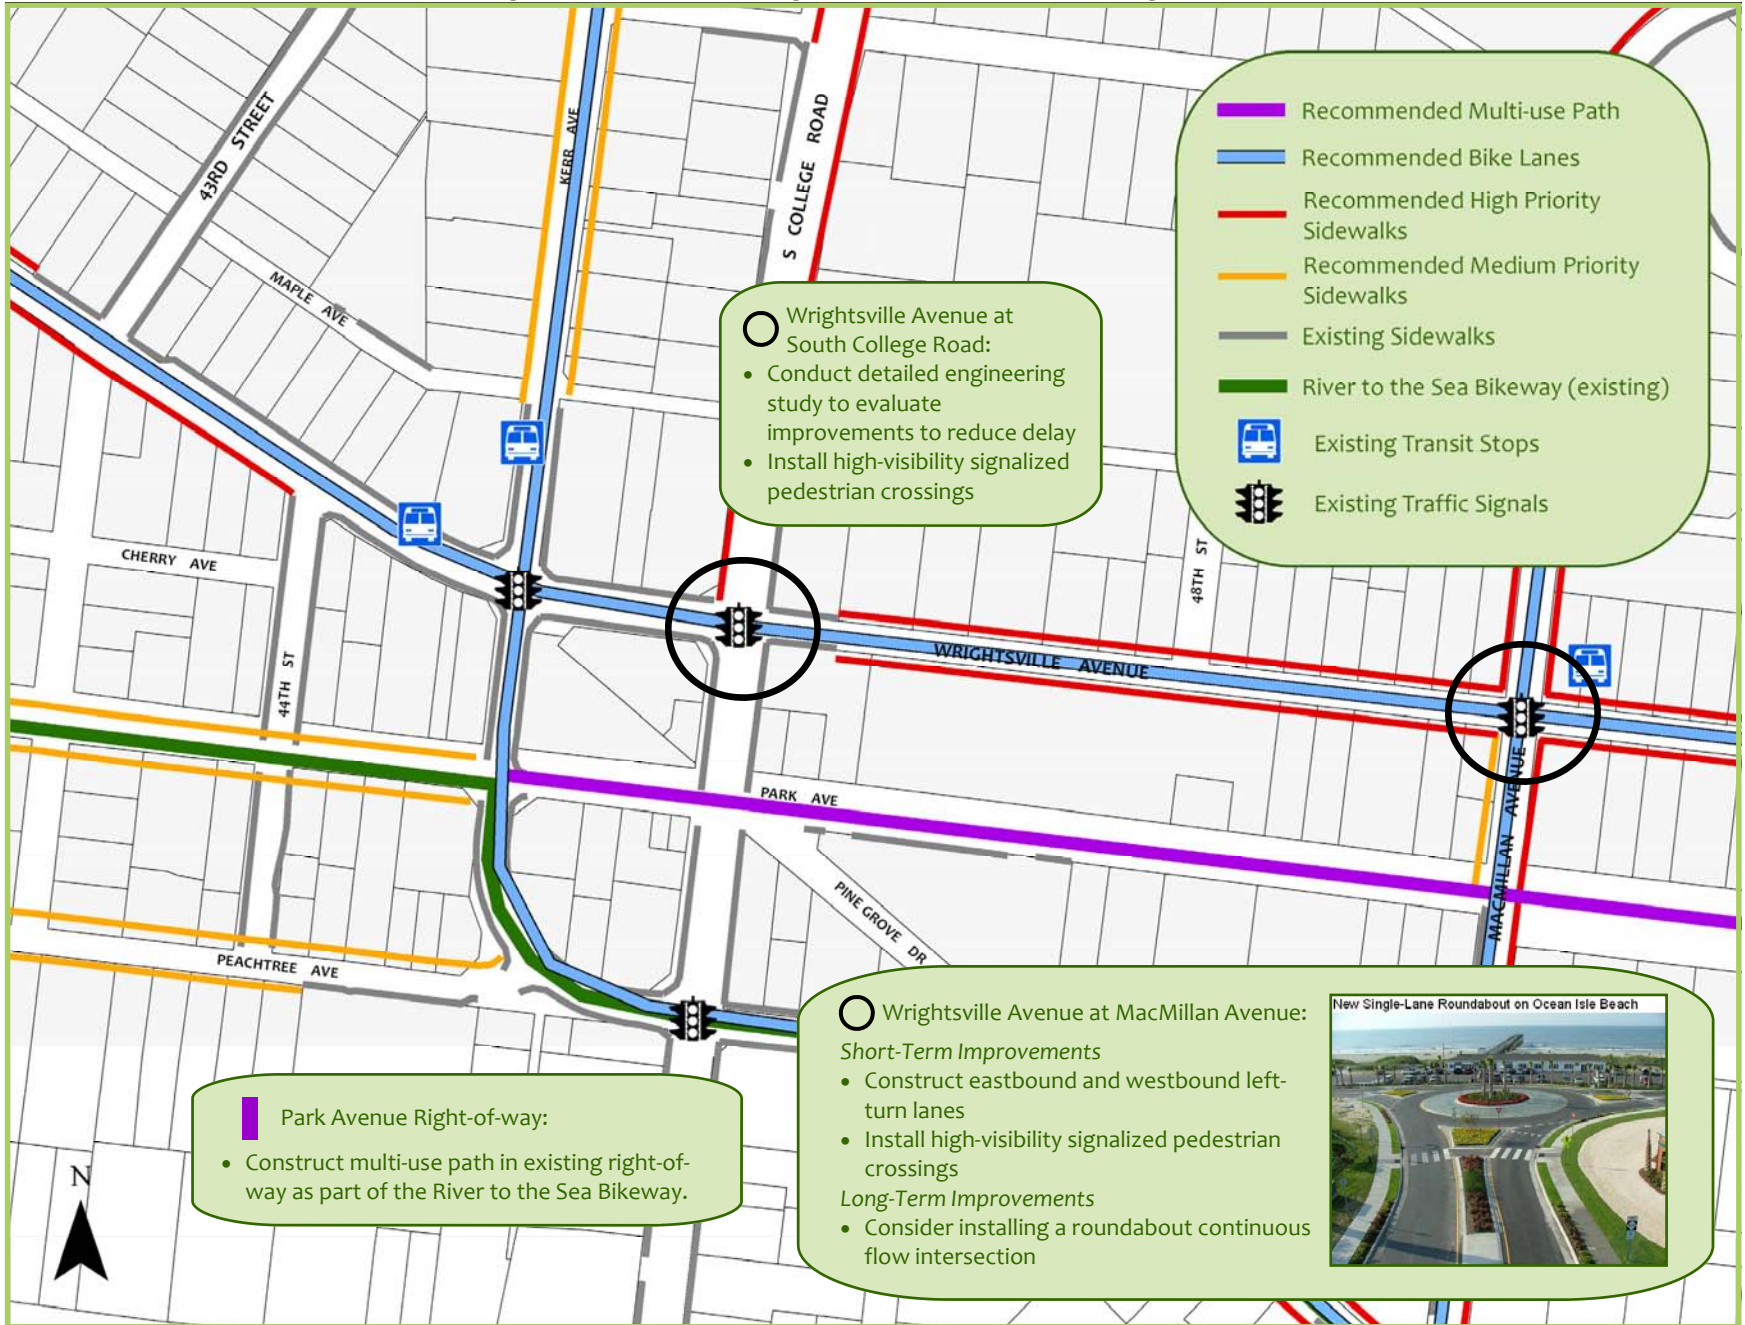 43RD STREET
KERR AVE
S COLLEGE ROAD
MAPLE AVE
Recommended Multi-use Path
Recommended Bike Lanes
Recommended High Priority
Sidewalks
Recommended Medium Priority
Sidewalks
Existing Sidewalks
River to the Sea Bikeway (existing)
Existing Transit Stops
Existing Traffic Signals
Wrightsville Avenue at
South College Road:
• Conduct detailed engineering
study to evaluate
improvements to reduce delay
• Install high-visibility signalized
pedestrian crossings
CHERRY AVE
48TH ST
44TH ST
WRIGHTSVILLE AVENUE
PARK AVE
MACMILLAN AVENUE
PINE GROVE DR
PEACHTREE AVE
Wrightsville Avenue at MacMillan Avenue:
Short-Term Improvements
• Construct eastbound and westbound left-
turn lanes
• Install high-visibility signalized pedestrian
crossings
Long-Term Improvements
• Consider installing a roundabout continuous
flow intersection
New Single-Lane Roundabout on Ocean Isle Beach
Park Avenue Right-of-way:
• Construct multi-use path in existing right-of-
way as part of the River to the Sea Bikeway.
N